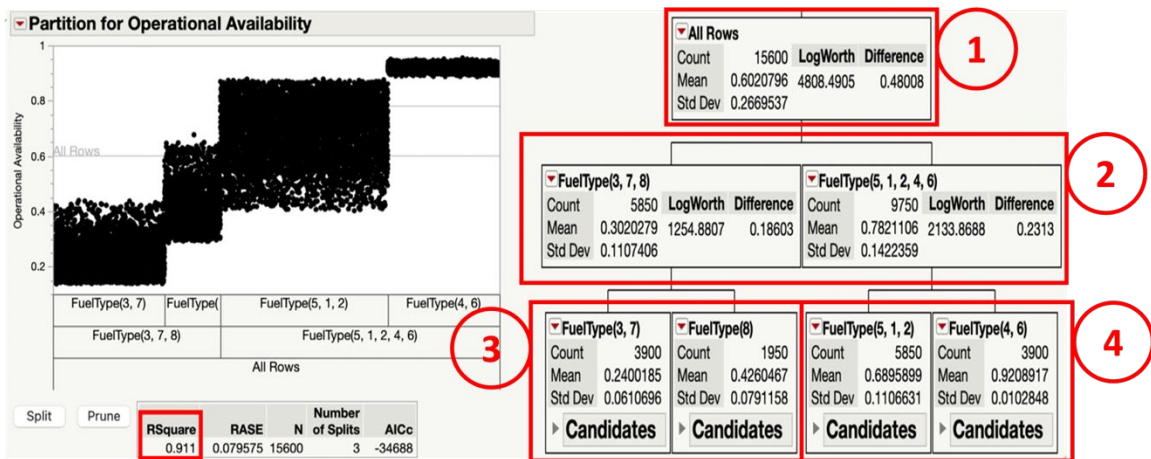 Partition for Operational Availability
1
0.8
0.6
0.4
0.2
Operational Availability
All Rows
FuelType(3, 7)
FuelType(
FuelType(5, 1, 2)
FuelType(4, 6)
FuelType(3, 7, 8)
FuelType(5, 1, 2, 4, 6)
All Rows
Split
Prune
RSquare RASE N Number of Splits AICc
0.911 0.079575 15600 3 -34688
All Rows
Count 15600 LogWorth Difference
Mean 0.6020796 4808.4905 0.48008
Std Dev 0.2669537
1
FuelType(3, 7, 8)
Count 5850 LogWorth Difference
Mean 0.3020279 1254.8807 0.18603
Std Dev 0.1107406
FuelType(5, 1, 2, 4, 6)
Count 9750 LogWorth Difference
Mean 0.7821106 2133.8688 0.2313
Std Dev 0.1422359
2
3
FuelType(3, 7)
Count 3900
Mean 0.2400185
Std Dev 0.0610696
Candidates
FuelType(8)
Count 1950
Mean 0.4260467
Std Dev 0.0791158
Candidates
FuelType(5, 1, 2)
Count 5850
Mean 0.6895899
Std Dev 0.1106631
Candidates
FuelType(4, 6)
Count 3900
Mean 0.9208917
Std Dev 0.0102848
Candidates
4